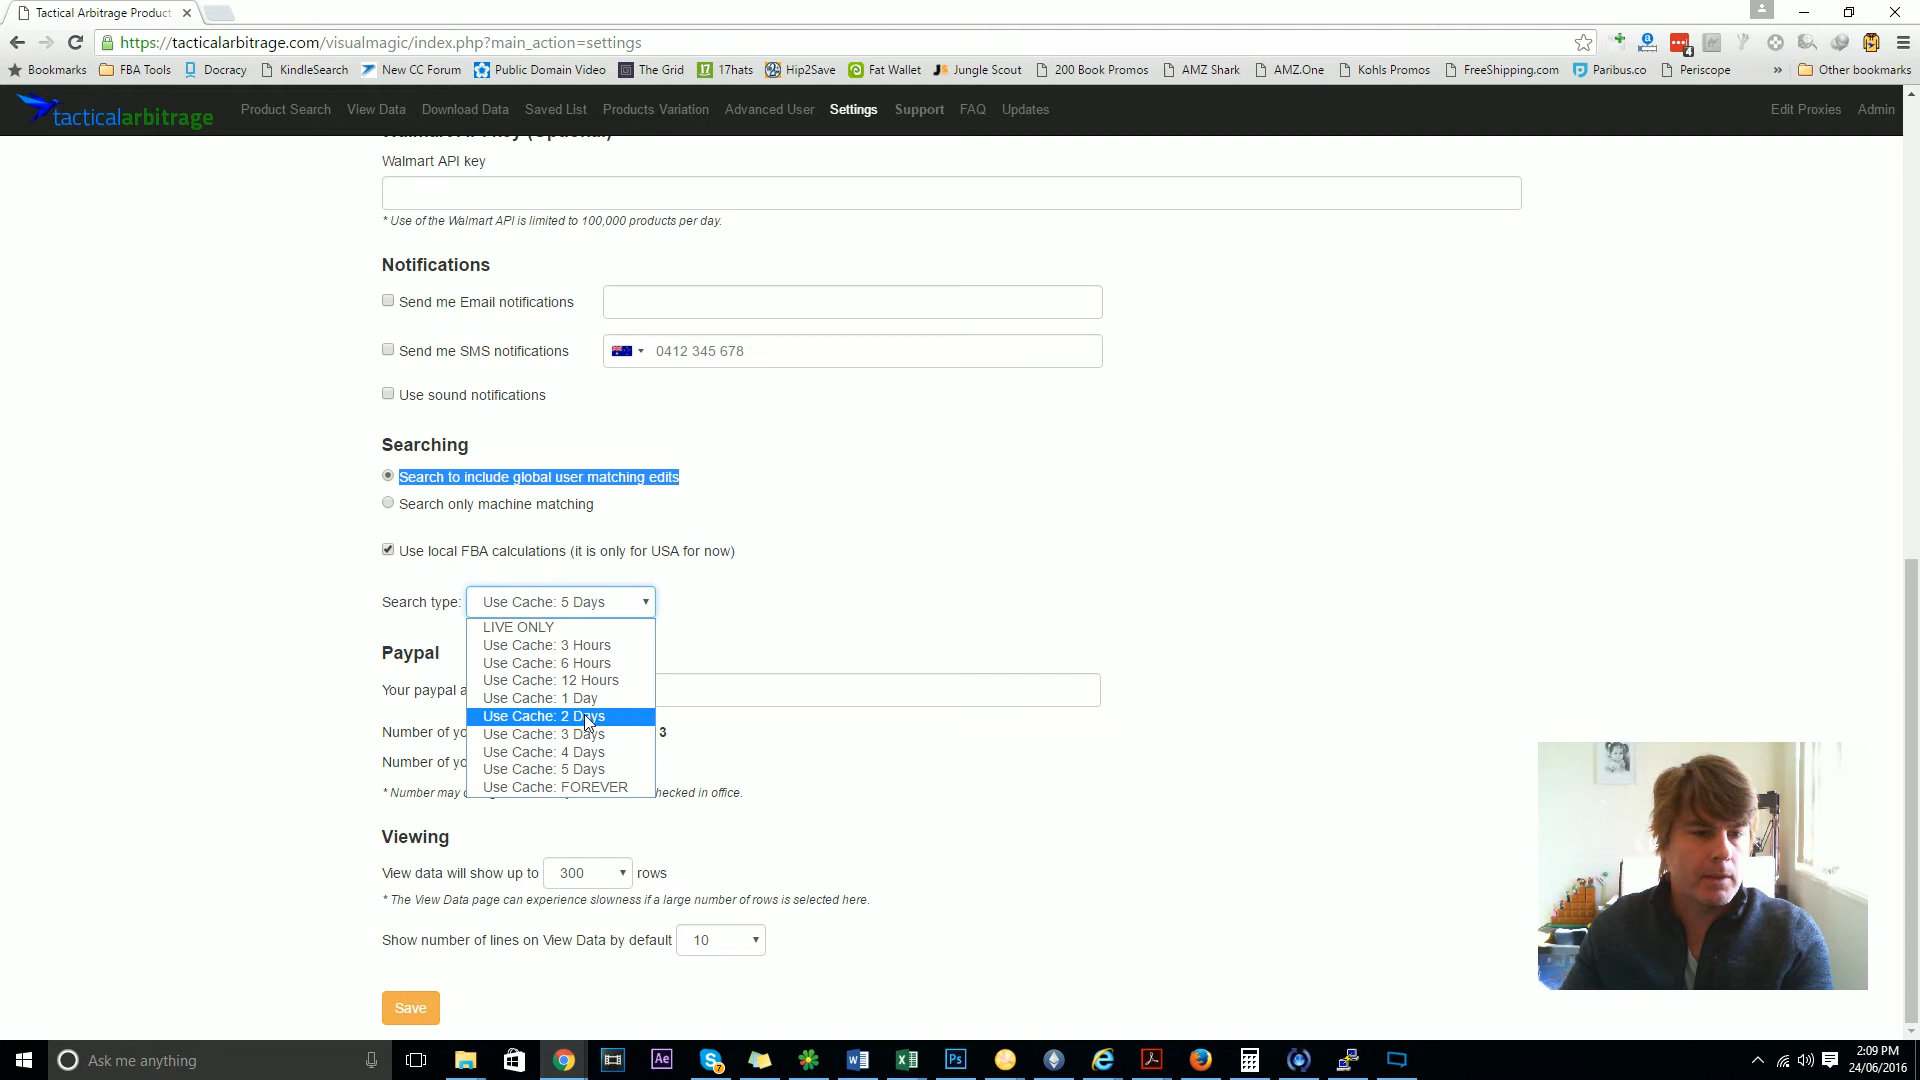 Tactical Arbitrage Product
https://tacticalarbitrage.com/visualmagic/index.php?main_action=settings
Bookmarks FBA Tools Docracy KindleSearch New CC Forum Public Domain Video The Grid 17hats Hip2Save Fat Wallet Jungle Scout 200 Book Promos AMZ Shark AMZ.One Kohls Promos FreeShipping.com Paribus.co Periscope » Other bookmarks
tacticalarbitrage Product Search View Data Download Data Saved List Products Variation Advanced User Settings Support FAQ Updates Edit Proxies Admin
Walmart API key
* Use of the Walmart API is limited to 100,000 products per day.
Notifications
Send me Email notifications
Send me SMS notifications 0412 345 678
Use sound notifications
Searching
Search to include global user matching edits
Search only machine matching
Use local FBA calculations (it is only for USA for now)
Search type: Use Cache: 5 Days
LIVE ONLY
Use Cache: 3 Hours
Use Cache: 6 Hours
Use Cache: 12 Hours
Use Cache: 1 Day
Use Cache: 2 Days
Use Cache: 3 Days
Use Cache: 4 Days
Use Cache: 5 Days
Use Cache: FOREVER
Paypal
Your paypal a
Number of yo 3
Number of yo
* Number may hecked in office.
Viewing
View data will show up to 300 rows
* The View Data page can experience slowness if a large number of rows is selected here.
Show number of lines on View Data by default 10
Save
Ask me anything
2:09 PM
24/06/2016